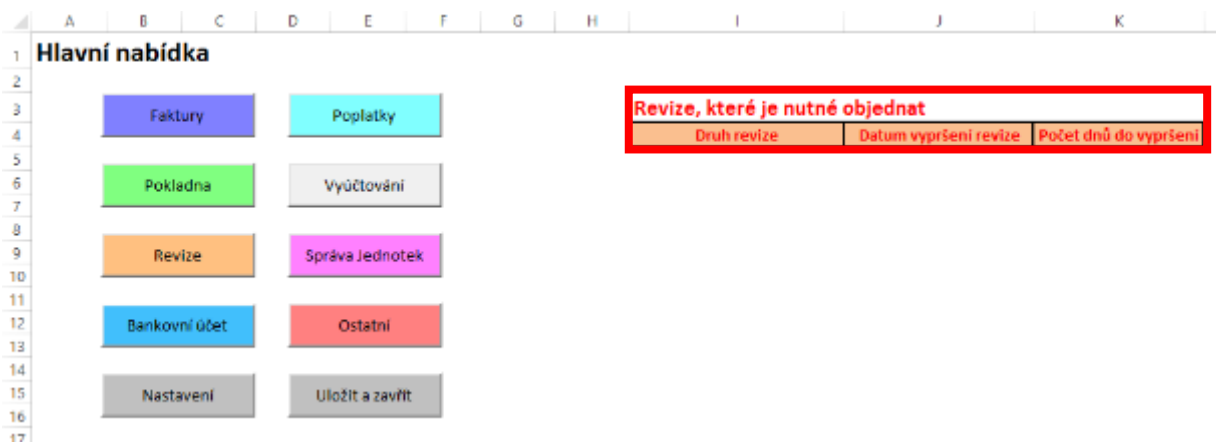 A B C D E F G H I J K
1 Hlavní nabídka
2
3 Faktury Poplatky Revize, které je nutné objednat
4 Druh revize Datum vypršení revize Počet dnů do vypršení
5
6 Pokladna Vyúčtování
7
8
9 Revize Správa Jednotek
10
11
12 Bankovní účet Ostatní
13
14
15 Nastavení Uložit a zavřít
16
17